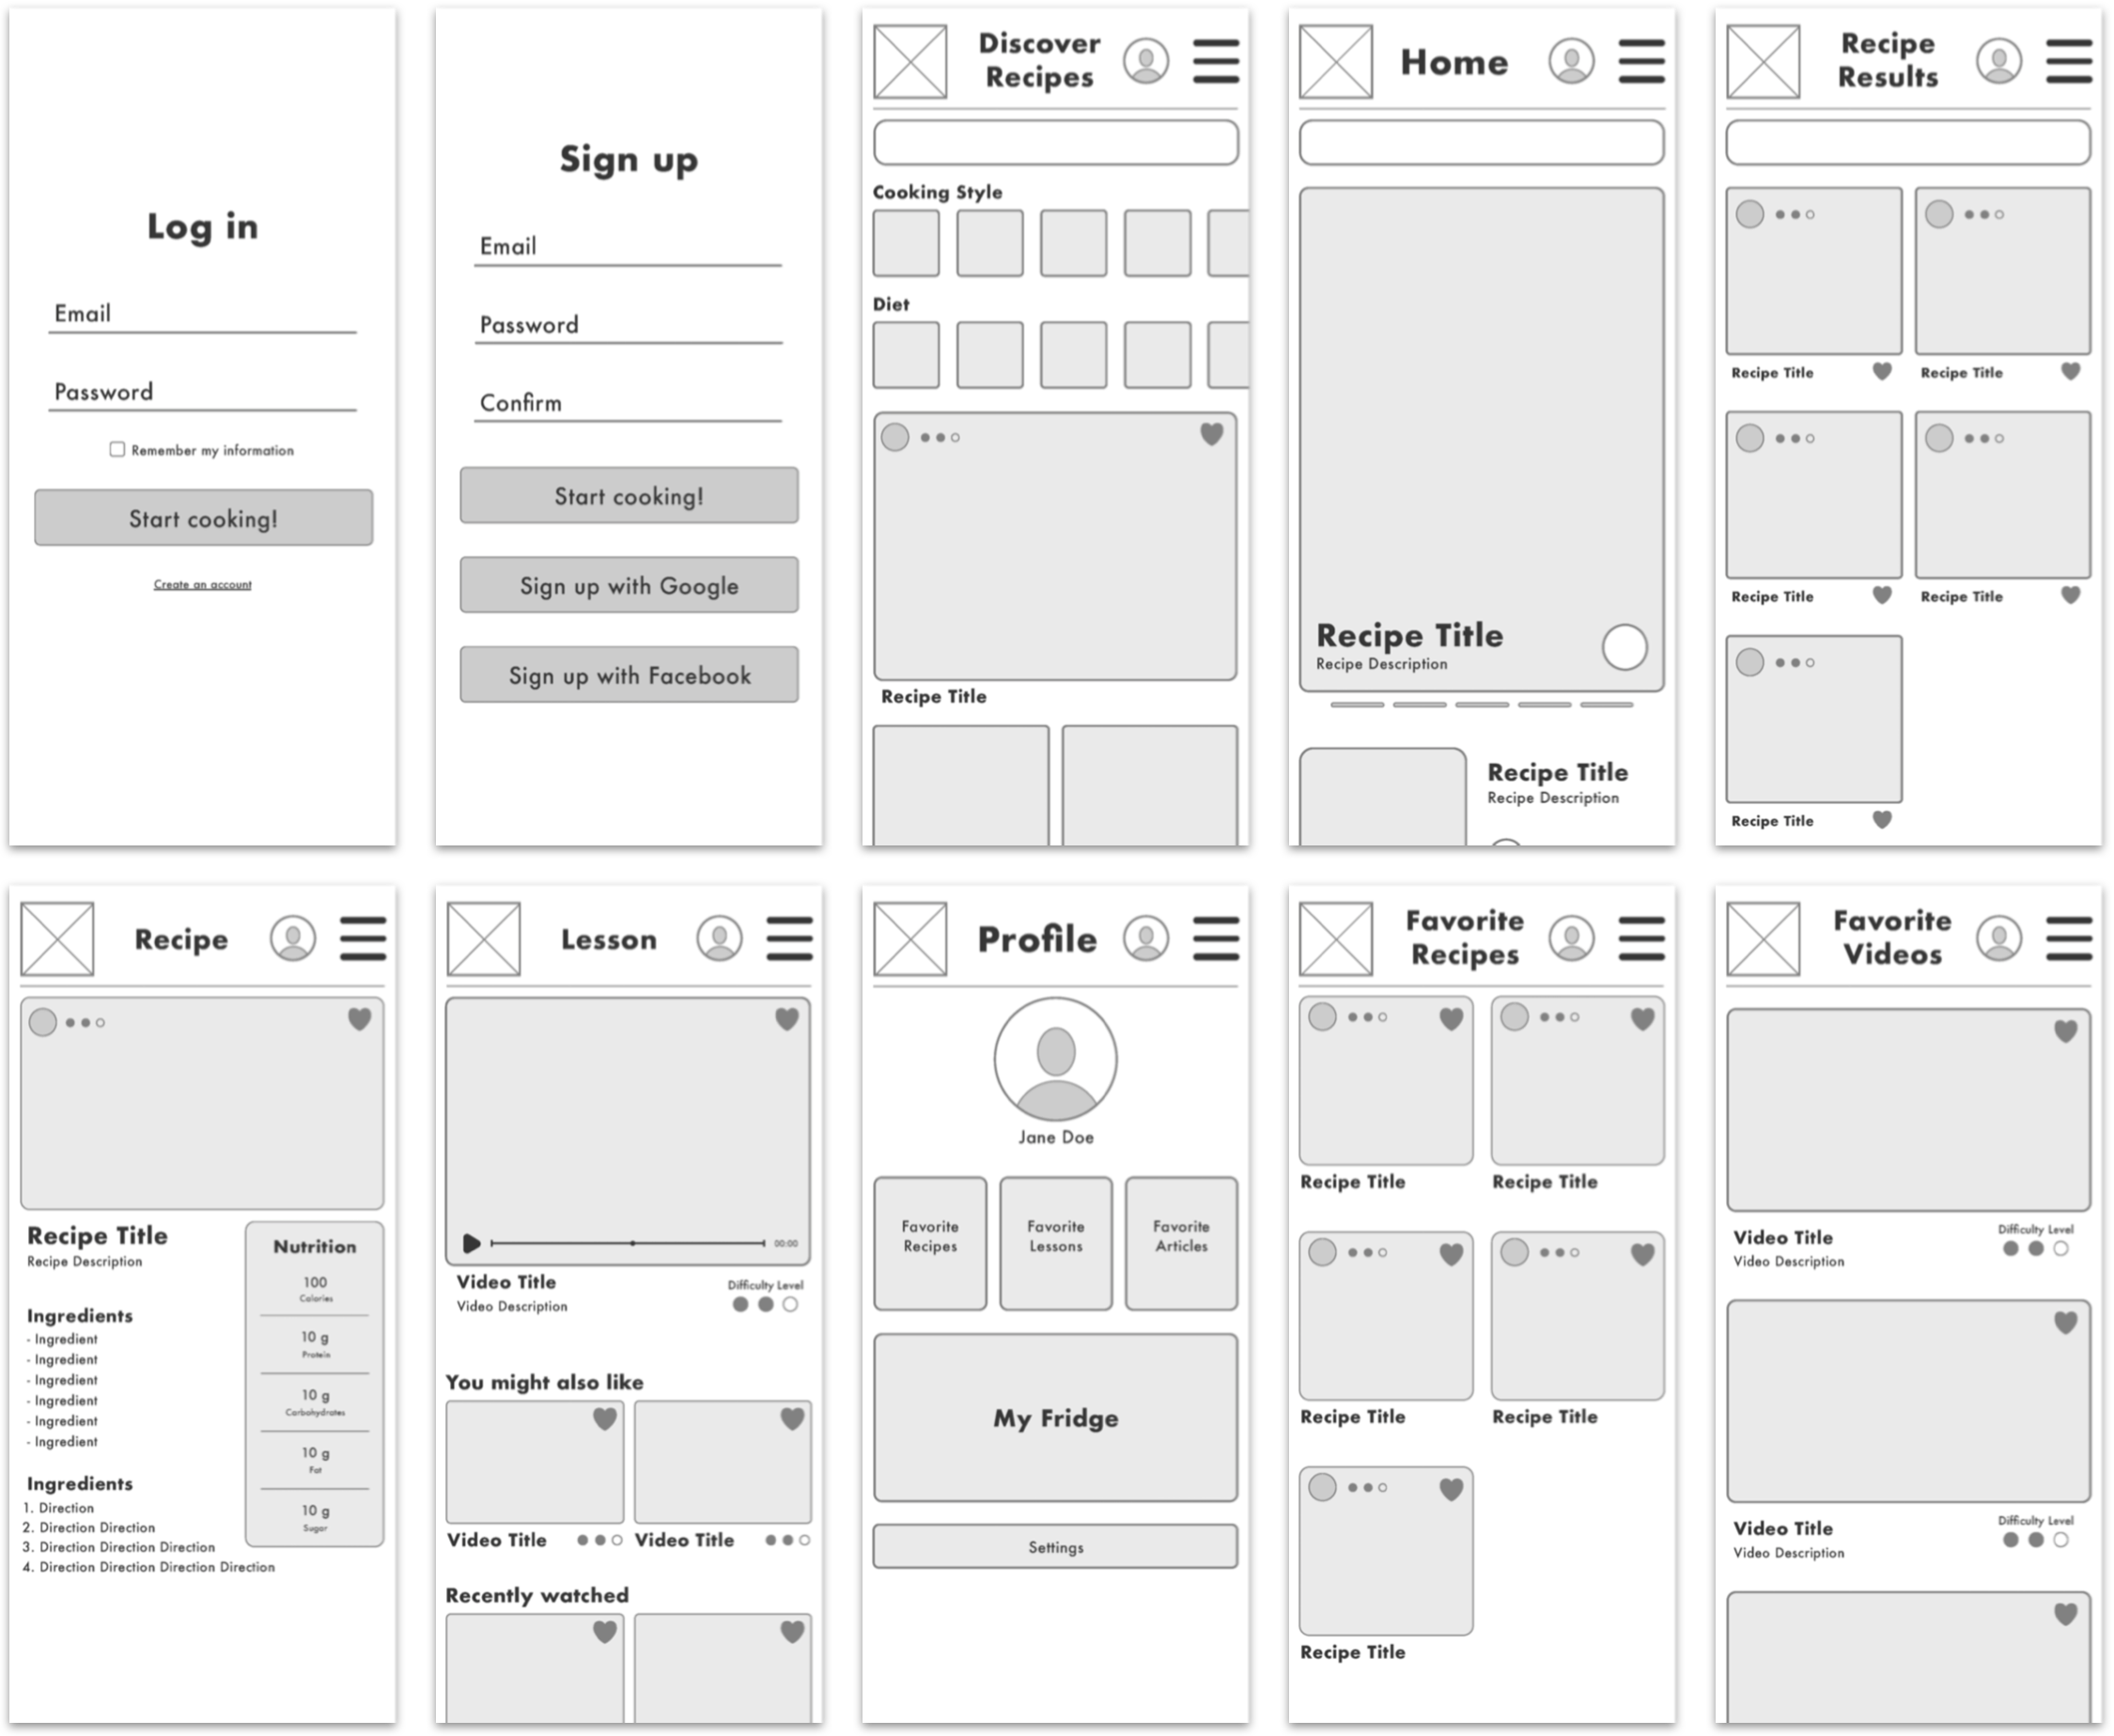 Log in
Email
Password
Remember my information
Start cooking!
Create an account
Sign up
Email
Password
Confirm
Start cooking!
Sign up with Google
Sign up with Facebook
Discover
Recipes
Cooking Style
Diet
Recipe Title
Home
Recipe Title
Recipe Description
Recipe Title
Recipe Description
Recipe
Results
Recipe Title
Recipe Title
Recipe Title
Recipe Title
Recipe Title
Recipe
Recipe Title
Recipe Description
Ingredients
- Ingredient
- Ingredient
- Ingredient
- Ingredient
- Ingredient
- Ingredient
Ingredients
1. Direction
2. Direction Direction
3. Direction Direction Direction
4. Direction Direction Direction Direction
Nutrition
100
Calories
10 g
Protein
10 g
Carbohydrates
10 g
Fat
10 g
Sugar
Lesson
00:00
Video Title
Video Description
Difficulty Level
You might also like
Video Title
Video Title
Recently watched
Profile
Jane Doe
Favorite
Recipes
Favorite
Lessons
Favorite
Articles
My Fridge
Settings
Favorite
Recipes
Recipe Title
Recipe Title
Recipe Title
Recipe Title
Recipe Title
Favorite
Videos
Video Title
Video Description
Difficulty Level
Video Title
Video Description
Difficulty Level